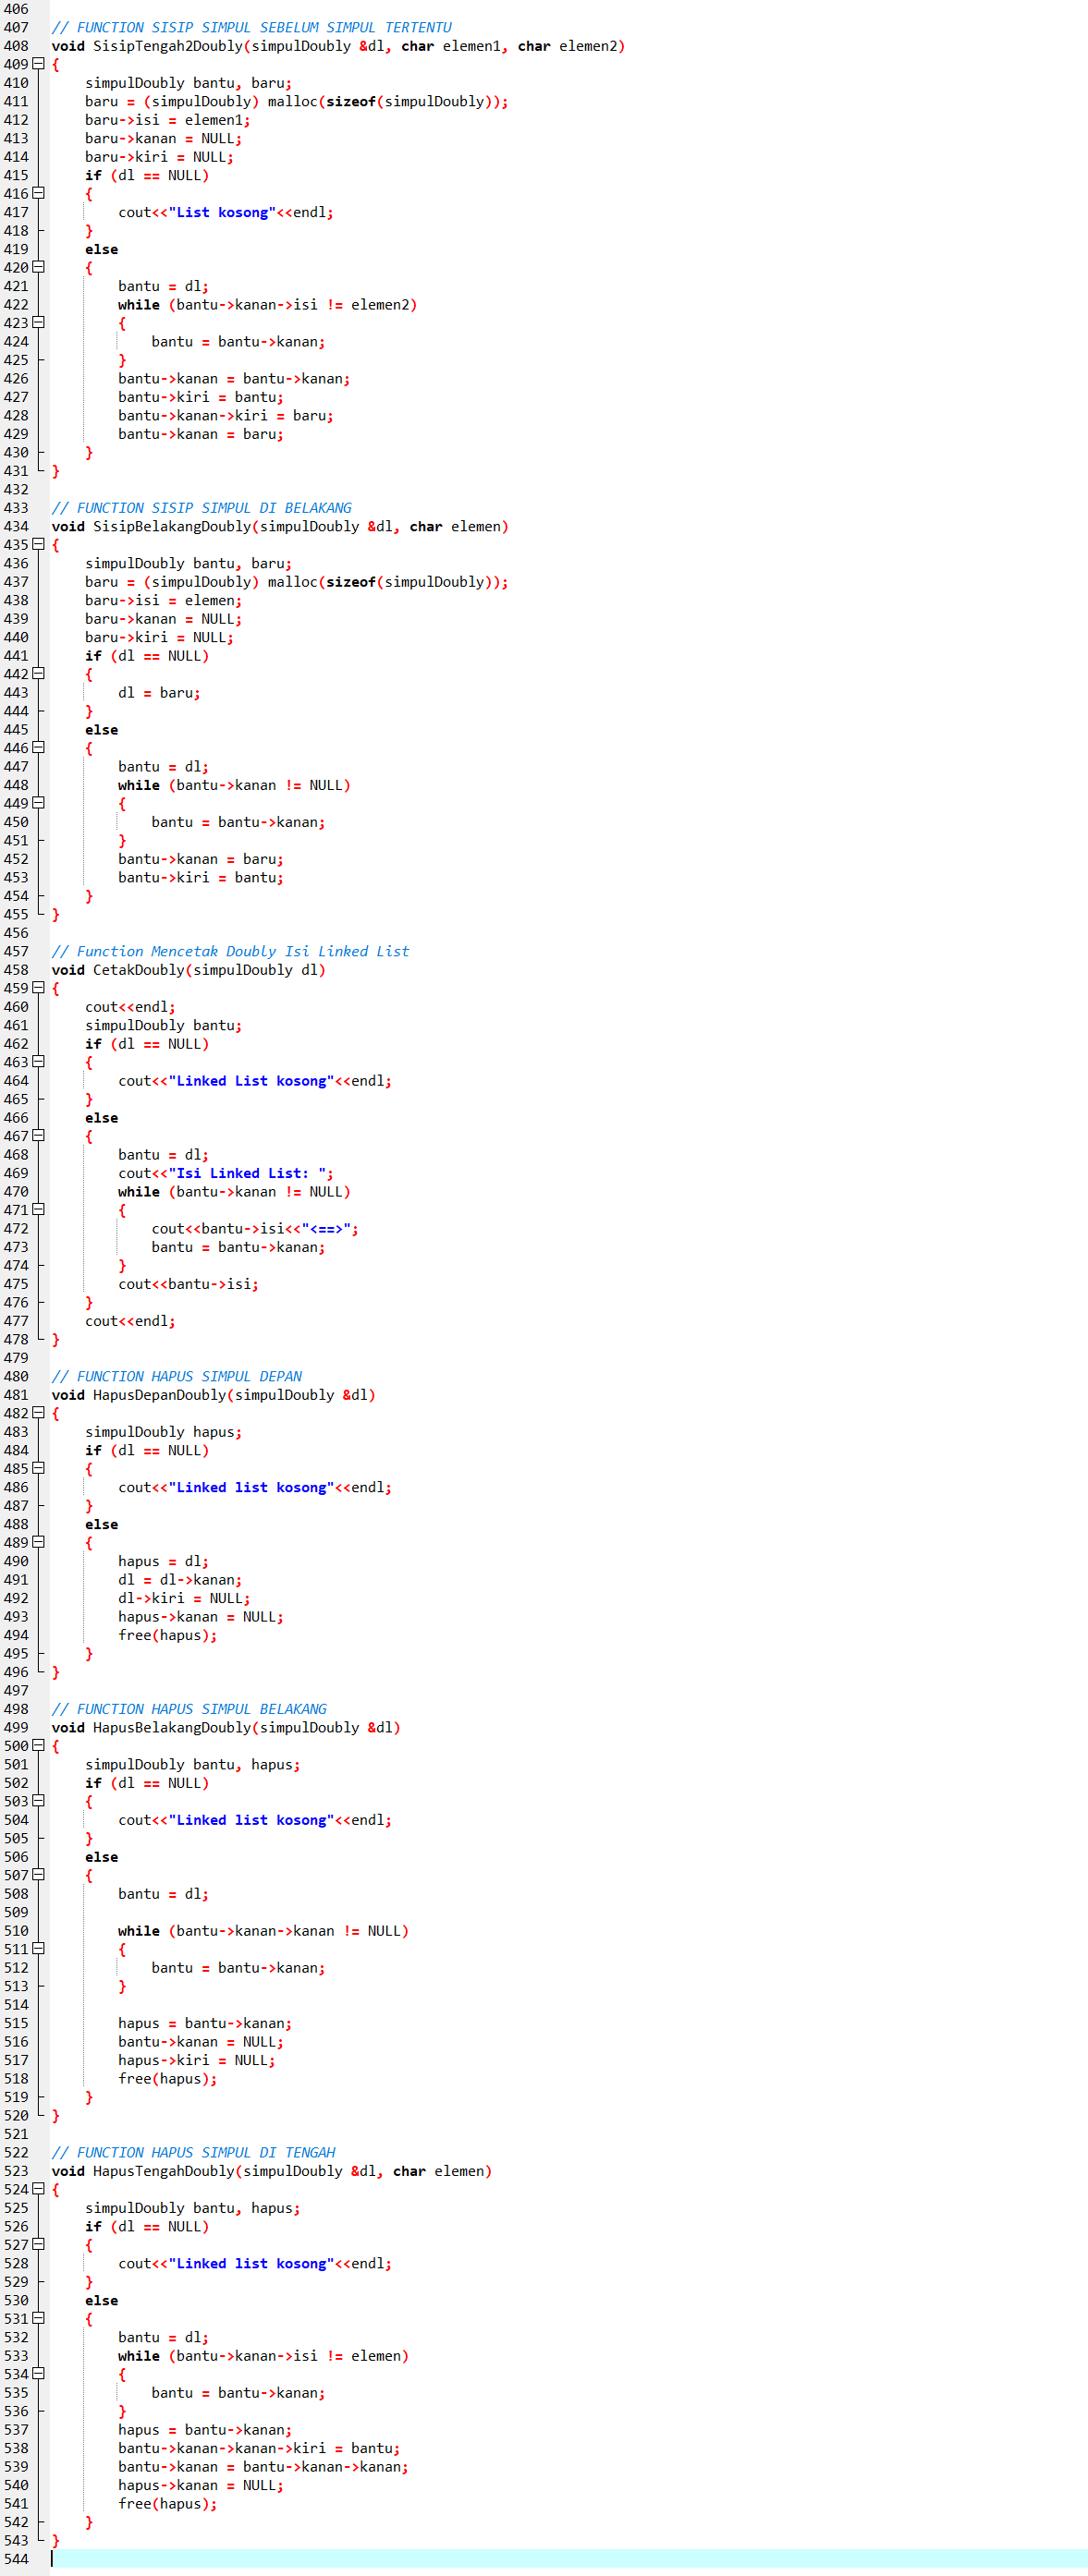 406
407 // FUNCTION SISIP SIMPUL SEBELUM SIMPUL TERTENTU
408 void SisipTengah2Doubly(simpulDoubly &dl, char elemen1, char elemen2)
409 {
410 simpulDoubly bantu, baru;
411 baru = (simpulDoubly) malloc(sizeof(simpulDoubly));
412 baru->isi = elemen1;
413 baru->kanan = NULL;
414 baru->kiri = NULL;
415 if (dl == NULL)
416 {
417 cout<<"List kosong"<<endl;
418 }
419 else
420 {
421 bantu = dl;
422 while (bantu->kanan->isi != elemen2)
423 {
424 bantu = bantu->kanan;
425 }
426 bantu->kanan = bantu->kanan;
427 bantu->kiri = bantu;
428 bantu->kanan->kiri = baru;
429 bantu->kanan = baru;
430 }
431 }
432
433 // FUNCTION SISIP SIMPUL DI BELAKANG
434 void SisipBelakangDoubly(simpulDoubly &dl, char elemen)
435 {
436 simpulDoubly bantu, baru;
437 baru = (simpulDoubly) malloc(sizeof(simpulDoubly));
438 baru->isi = elemen;
439 baru->kanan = NULL;
440 baru->kiri = NULL;
441 if (dl == NULL)
442 {
443 dl = baru;
444 }
445 else
446 {
447 bantu = dl;
448 while (bantu->kanan != NULL)
449 {
450 bantu = bantu->kanan;
451 }
452 bantu->kanan = baru;
453 bantu->kiri = bantu;
454 }
455 }
456
457 // Function Mencetak Doubly Isi Linked List
458 void CetakDoubly(simpulDoubly dl)
459 {
460 cout<<endl;
461 simpulDoubly bantu;
462 if (dl == NULL)
463 {
464 cout<<"Linked List kosong"<<endl;
465 }
466 else
467 {
468 bantu = dl;
469 cout<<"Isi Linked List: ";
470 while (bantu->kanan != NULL)
471 {
472 cout<<bantu->isi<<"<==>";
473 bantu = bantu->kanan;
474 }
475 cout<<bantu->isi;
476 }
477 cout<<endl;
478 }
479
480 // FUNCTION HAPUS SIMPUL DEPAN
481 void HapusDepanDoubly(simpulDoubly &dl)
482 {
483 simpulDoubly hapus;
484 if (dl == NULL)
485 {
486 cout<<"Linked list kosong"<<endl;
487 }
488 else
489 {
490 hapus = dl;
491 dl = dl->kanan;
492 dl->kiri = NULL;
493 hapus->kanan = NULL;
494 free(hapus);
495 }
496 }
497
498 // FUNCTION HAPUS SIMPUL BELAKANG
499 void HapusBelakangDoubly(simpulDoubly &dl)
500 {
501 simpulDoubly bantu, hapus;
502 if (dl == NULL)
503 {
504 cout<<"Linked list kosong"<<endl;
505 }
506 else
507 {
508 bantu = dl;
509
510 while (bantu->kanan->kanan != NULL)
511 {
512 bantu = bantu->kanan;
513 }
514
515 hapus = bantu->kanan;
516 bantu->kanan = NULL;
517 hapus->kiri = NULL;
518 free(hapus);
519 }
520 }
521
522 // FUNCTION HAPUS SIMPUL DI TENGAH
523 void HapusTengahDoubly(simpulDoubly &dl, char elemen)
524 {
525 simpulDoubly bantu, hapus;
526 if (dl == NULL)
527 {
528 cout<<"Linked list kosong"<<endl;
529 }
530 else
531 {
532 bantu = dl;
533 while (bantu->kanan->isi != elemen)
534 {
535 bantu = bantu->kanan;
536 }
537 hapus = bantu->kanan;
538 bantu->kanan->kanan->kiri = bantu;
539 bantu->kanan = bantu->kanan->kanan;
540 hapus->kanan = NULL;
541 free(hapus);
542 }
543 }
544